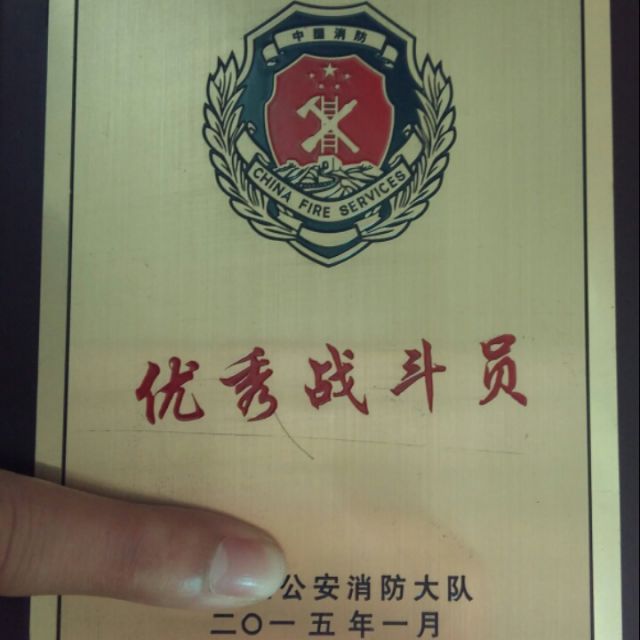 中国消防
CHINA FIRE SERVICES
优秀战斗员
公安消防大队
二〇一五年一月